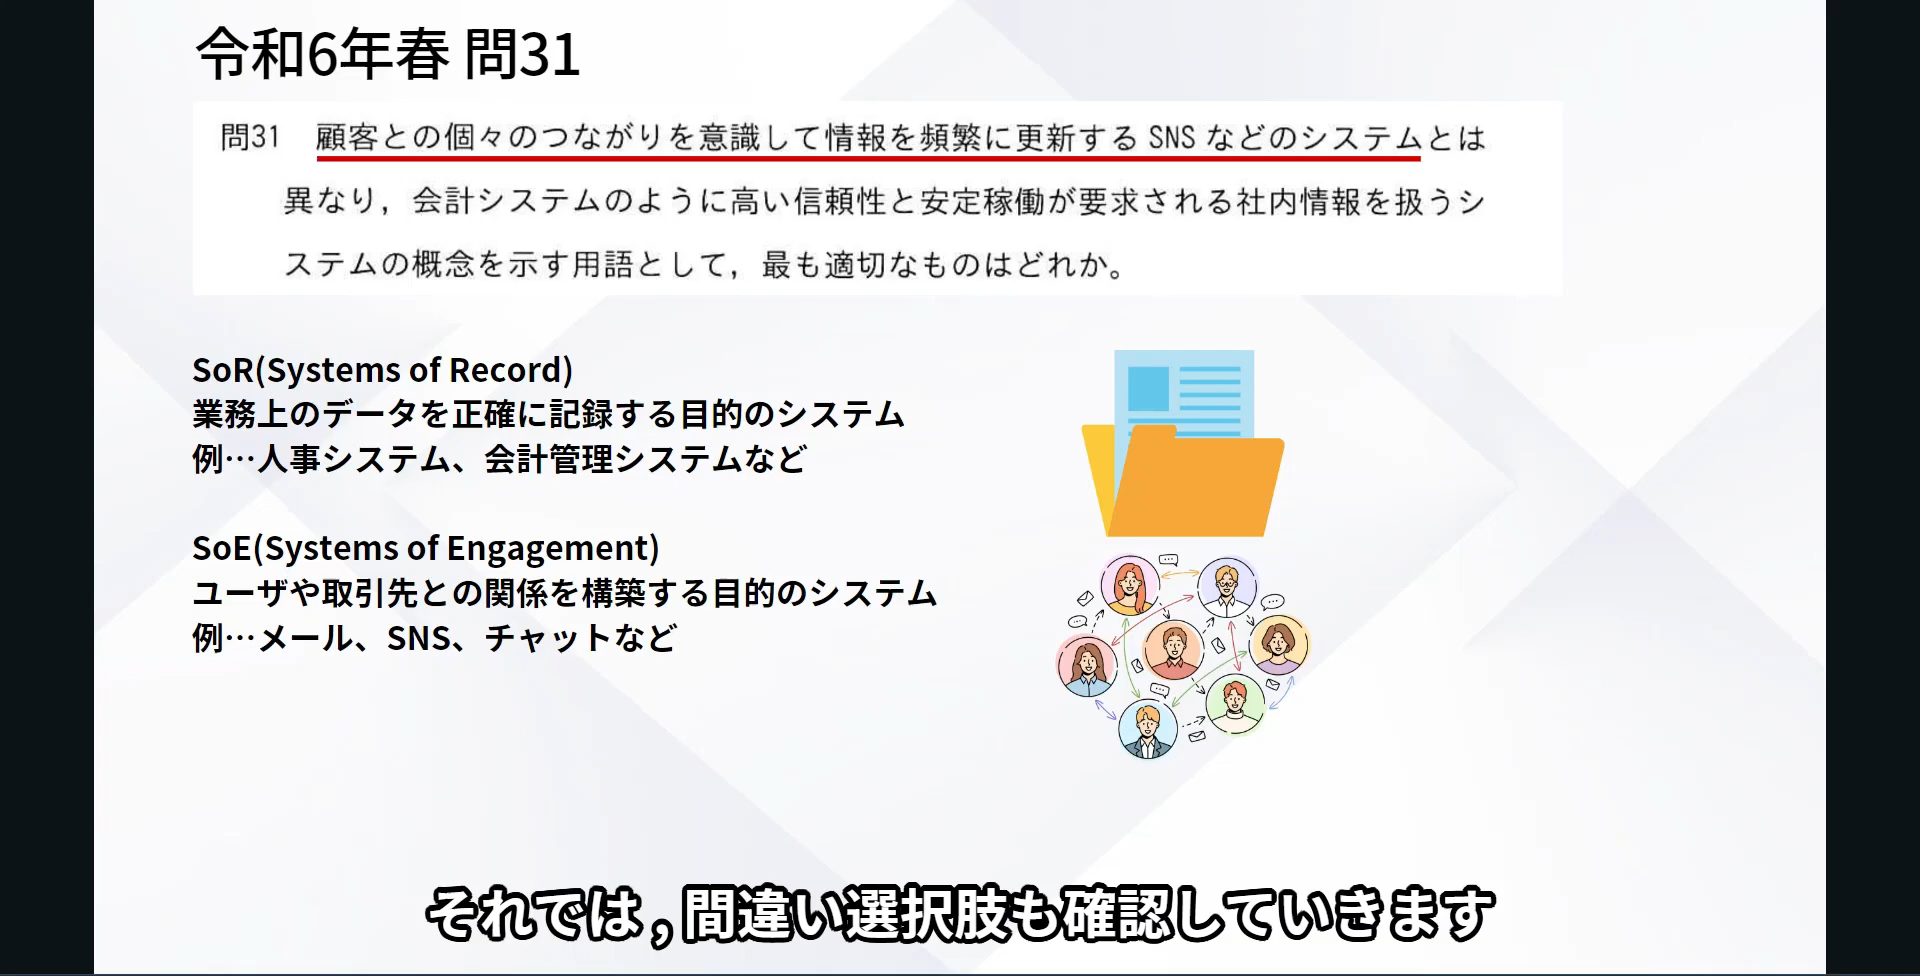 令和6年春 問31
問31　顧客との個々のつながりを意識して情報を頻繁に更新する SNS などのシステムとは
異なり，会計システムのように高い信頼性と安定稼働が要求される社内情報を扱うシ
ステムの概念を示す用語として，最も適切なものはどれか。
SoR(Systems of Record)
業務上のデータを正確に記録する目的のシステム
例…人事システム、会計管理システムなど
SoE(Systems of Engagement)
ユーザや取引先との関係を構築する目的のシステム
例…メール、SNS、チャットなど
それでは,間違い選択肢も確認していきます